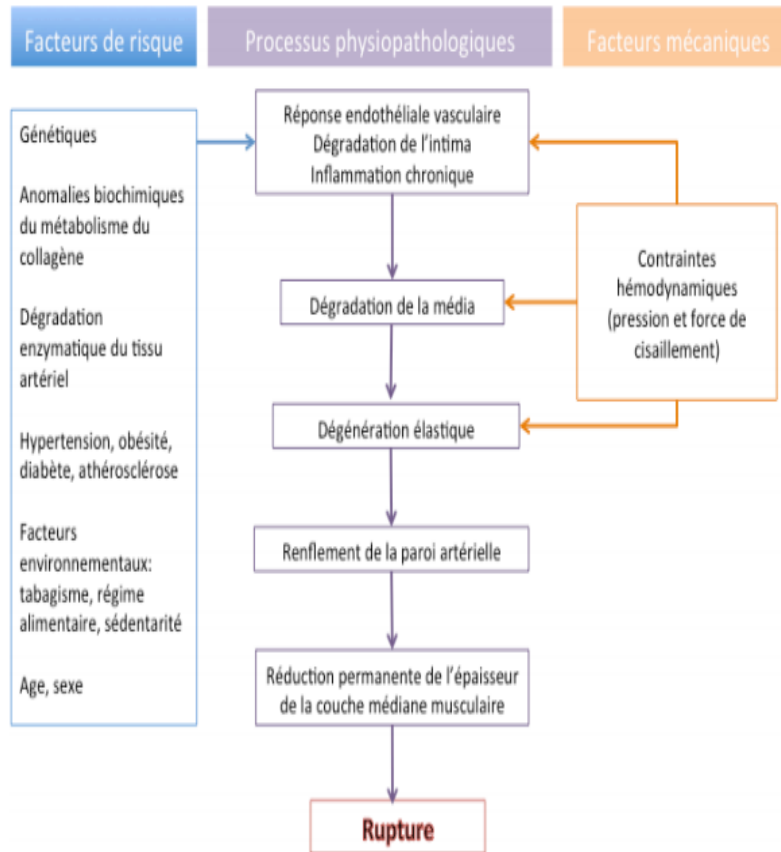 Facteurs de risque
Processus physiopathologiques
Facteurs mécaniques
Génétiques
Anomalies biochimiques
du métabolisme du
collagène
Dégradation
enzymatique du tissu
artériel
Hypertension, obésité,
diabète, athérosclérose
Facteurs
environnementaux:
tabagisme, régime
alimentaire, sédentarité
Age, sexe
Réponse endothéliale vasculaire
Dégradation de l'intima
Inflammation chronique
Dégradation de la média
Dégénération élastique
Renflement de la paroi artérielle
Réduction permanente de l'épaisseur
de la couche médiane musculaire
Rupture
Contraintes
hémodynamiques
(pression et force de
cisaillement)